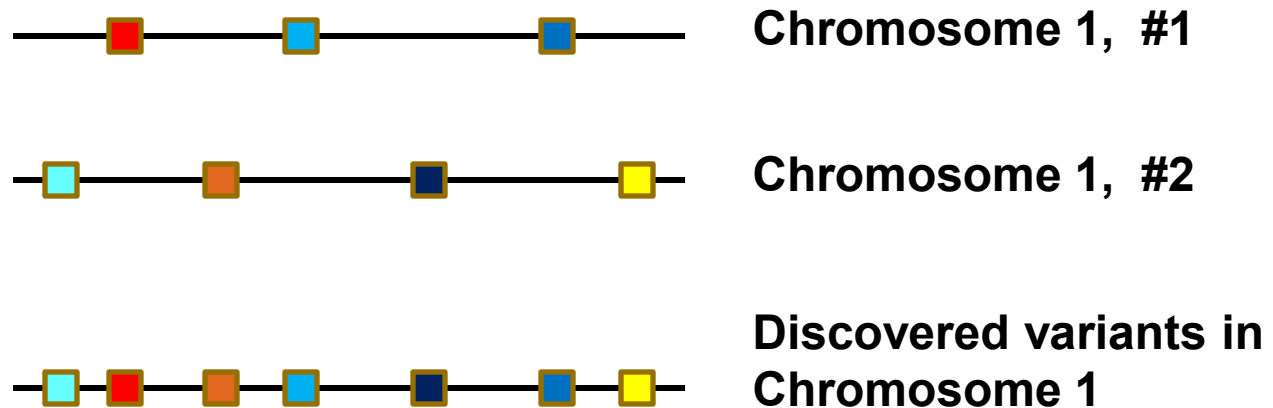 Chromosome 1,  #1
Chromosome 1,  #2
Discovered variants in
Chromosome 1